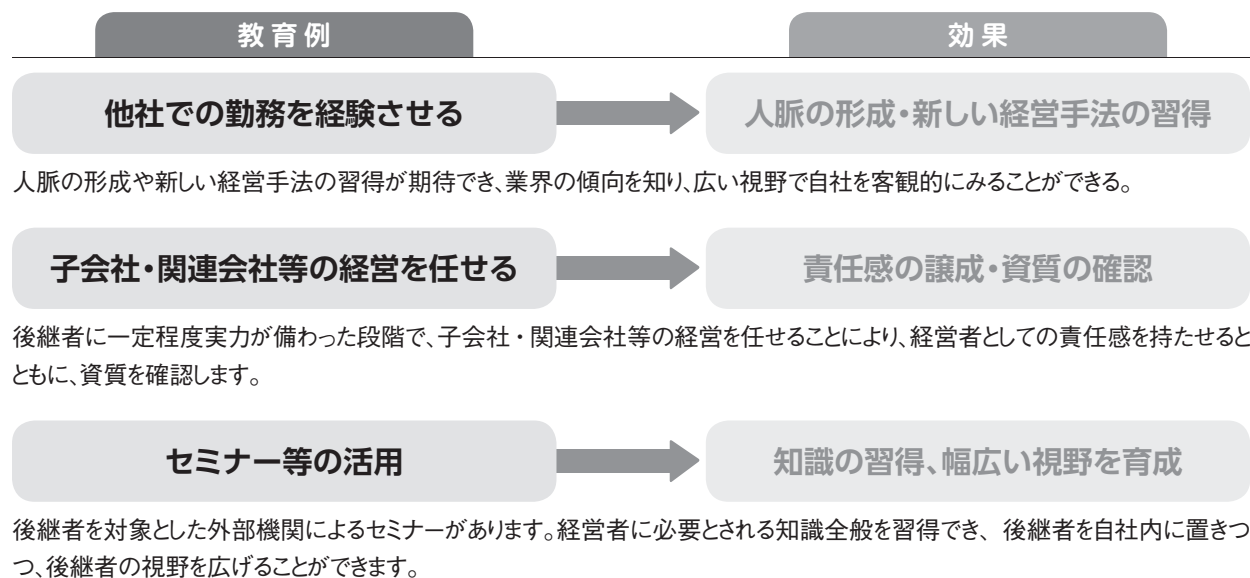 教育例
効果
他社での勤務を経験させる
人脈の形成・新しい経営手法の習得
人脈の形成や新しい経営手法の習得が期待でき、業界の傾向を知り、広い視野で自社を客観的にみることができる。
子会社・関連会社等の経営を任せる
責任感の譲成・資質の確認
後継者に一定程度実力が備わった段階で、子会社・関連会社等の経営を任せることにより、経営者としての責任感を持たせると
ともに、資質を確認します。
セミナー等の活用
知識の習得、幅広い視野を育成
後継者を対象とした外部機関によるセミナーがあります。経営者に必要とされる知識全般を習得でき、後継者を自社内に置きつ
つ、後継者の視野を広げることができます。